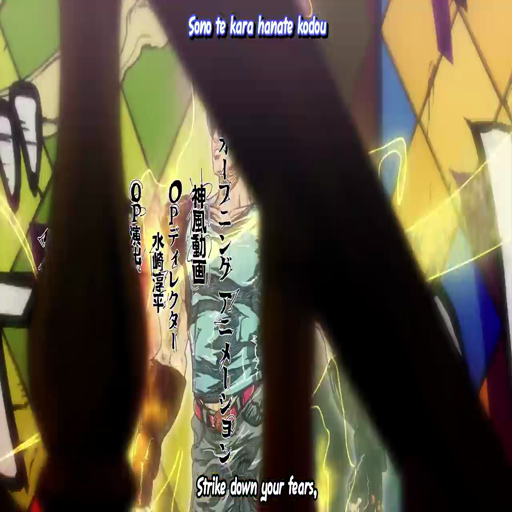 Sono te kara hanate kodou
オープニング アニメーション
神風動画
OPディレクター
水﨑淳平
OP演出
Strike down your fears,